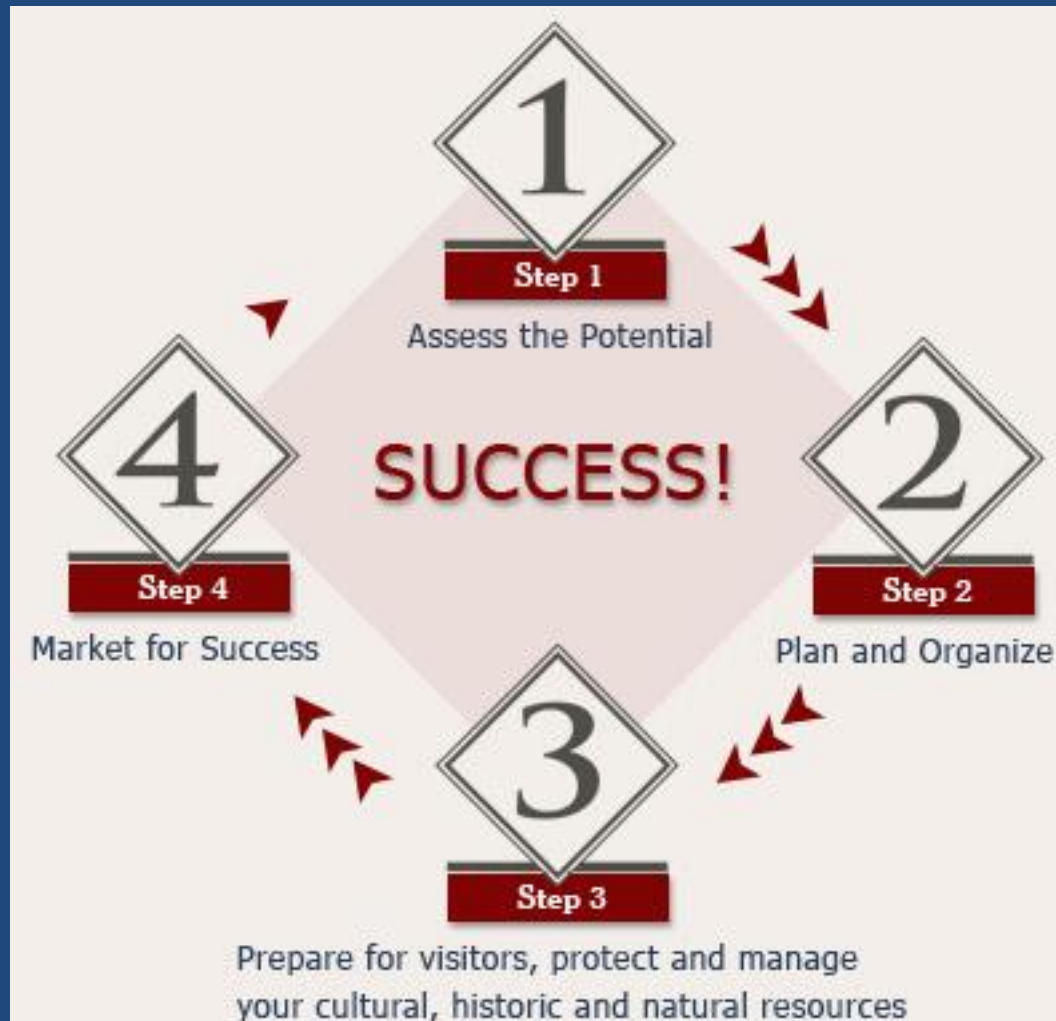 1
Step 1
Assess the Potential
2
Step 2
Plan and Organize
3
Step 3
Prepare for visitors, protect and manage
your cultural, historic and natural resources
4
Step 4
Market for Success
SUCCESS!